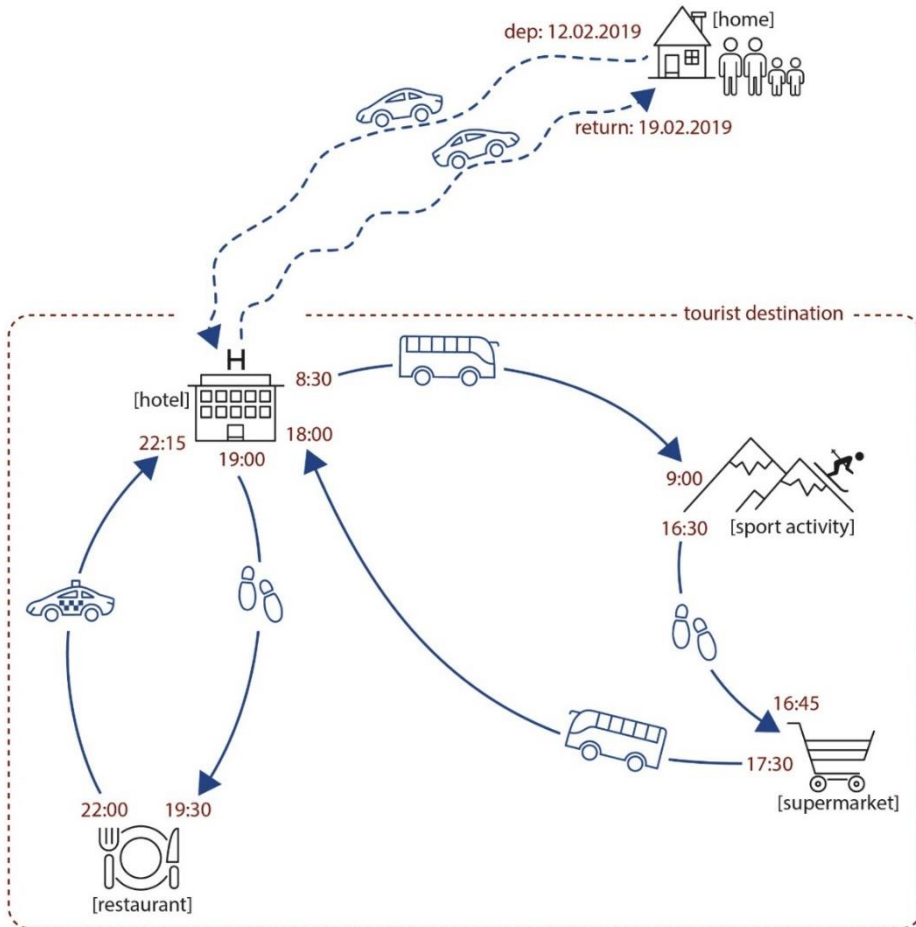 [home]
dep: 12.02.2019
return: 19.02.2019
tourist destination
H
[hotel]
8:30
18:00
22:15
19:00
9:00
16:30
[sport activity]
16:45
17:30
[supermarket]
22:00
19:30
[restaurant]